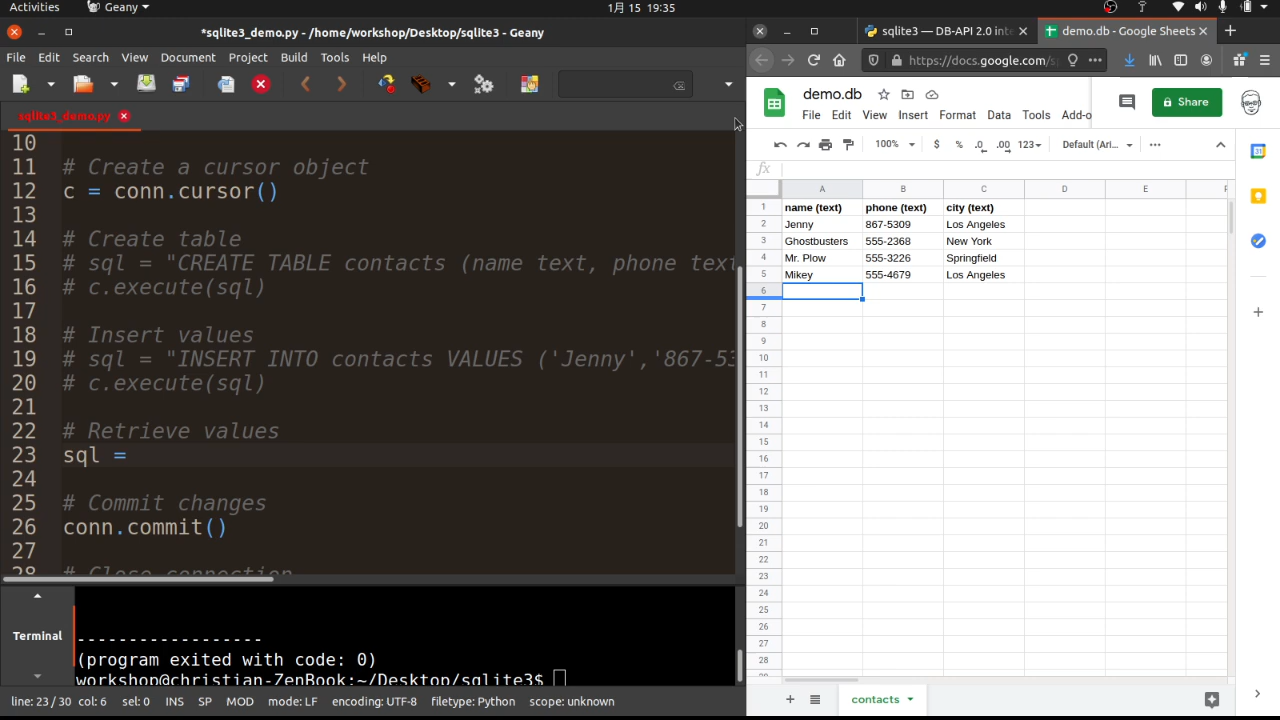 Activities Geany 1月 15 19:35
*sqlite3_demo.py - /home/workshop/Desktop/sqlite3 - Geany
File Edit Search View Document Project Build Tools Help
sqlite3_demo.py
10
11 # Create a cursor object
12 c = conn.cursor()
13
14 # Create table
15 # sql = "CREATE TABLE contacts (name text, phone text
16 # c.execute(sql)
17
18 # Insert values
19 # sql = "INSERT INTO contacts VALUES ('Jenny','867-53
20 # c.execute(sql)
21
22 # Retrieve values
23 sql =
24
25 # Commit changes
26 conn.commit()
27
28 # Close connection
Terminal
------------------
(program exited with code: 0)
workshop@christian-ZenBook:~/Desktop/sqlite3$
line: 23 / 30 col: 6 sel: 0 INS SP MOD mode: LF encoding: UTF-8 filetype: Python scope: unknown
sqlite3 — DB-API 2.0 inte demo.db - Google Sheets
https://docs.google.com/s
demo.db
Share
File Edit View Insert Format Data Tools Add-o
100% $ % .0 .00 123 Default (Ari...
fx
A B C D E F
1 name (text) phone (text) city (text)
2 Jenny 867-5309 Los Angeles
3 Ghostbusters 555-2368 New York
4 Mr. Plow 555-3226 Springfield
5 Mikey 555-4679 Los Angeles
6
7
8
9
10
11
12
13
14
15
16
17
18
19
20
21
22
23
24
25
26
27
28
29
contacts